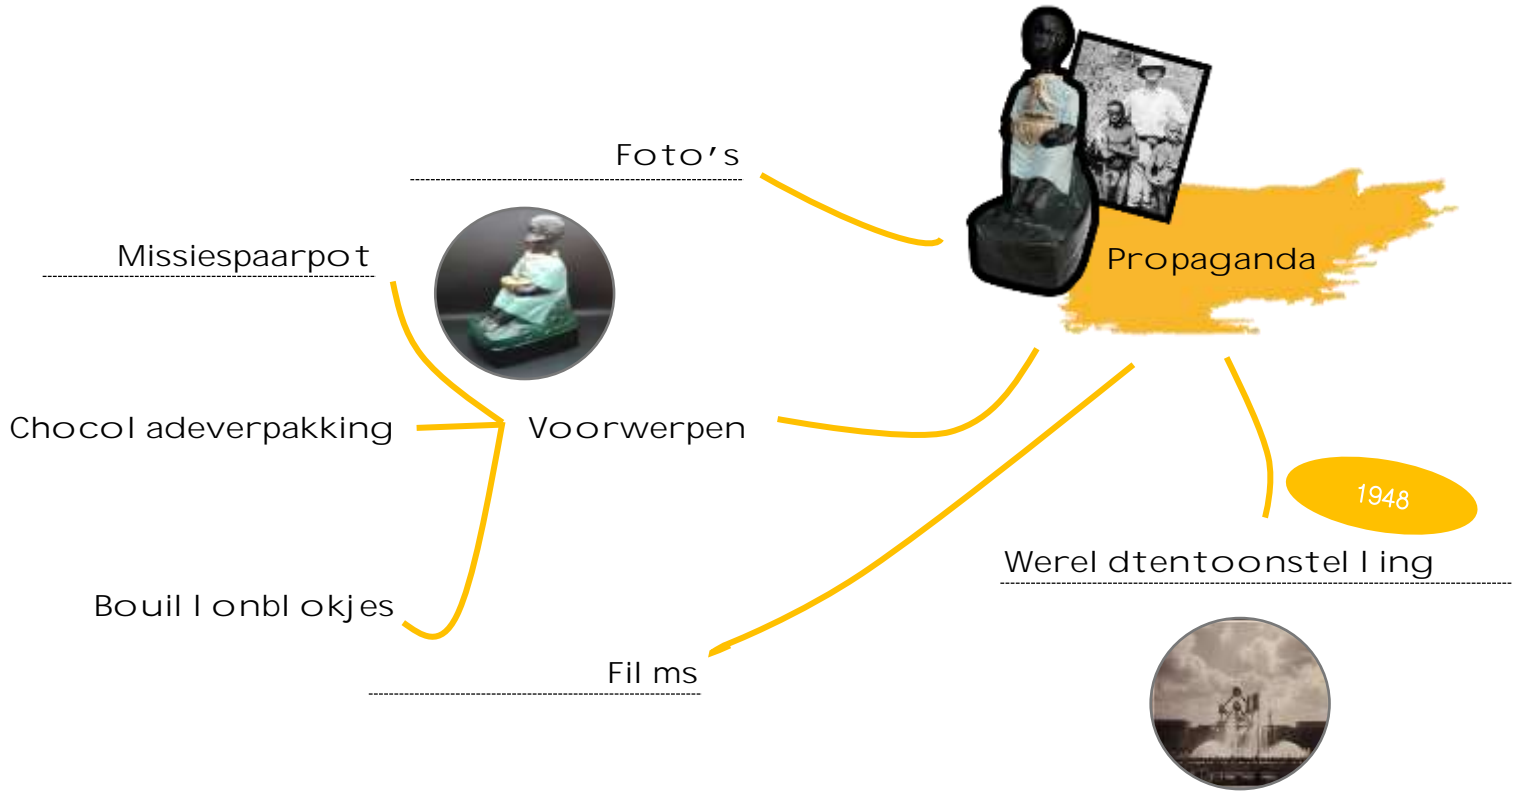 Foto's
Propaganda
Missiespaarpot
Chocoladeverpakking
Voorwerpen
1948
Wereldtentoonstelling
Bouillonblokjes
Films